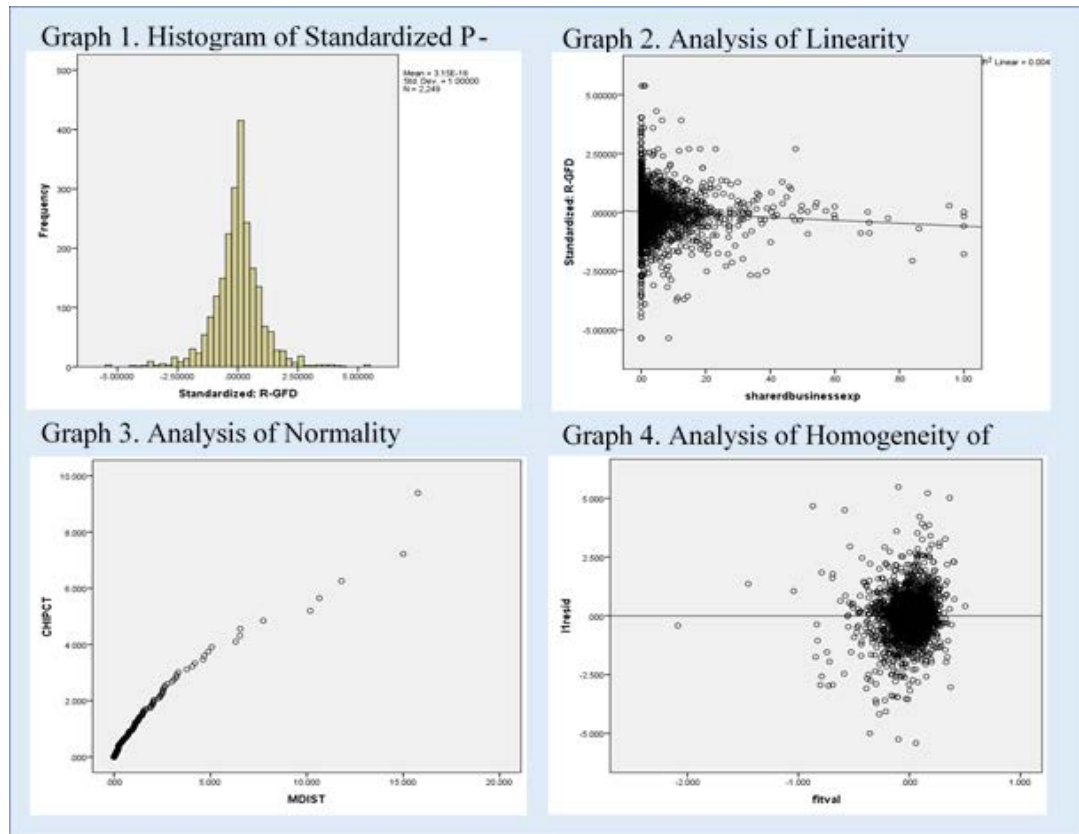 Graph 1. Histogram of Standardized P-
Mean = 3.15E-18
Std. Dev. = 1.00000
N = 2,249
500
400
300
200
100
0
Frequency
-5.00000 -2.50000 .00000 2.50000 5.00000
Standardized: R-GFD
Graph 2. Analysis of Linearity
R² Linear = 0.004
5.00000
2.50000
.00000
-2.50000
-5.00000
Standardized: R-GFD
.00 .20 .40 .60 .80 1.00
sharerdbusinessexp
Graph 3. Analysis of Normality
10.000
8.000
6.000
4.000
2.000
.000
CHIPCT
.000 5.000 10.000 15.000 20.000
MDIST
Graph 4. Analysis of Homogeneity of
5.000
2.500
.000
-2.500
-5.000
-2.000 -1.000 .000 1.000
fitval